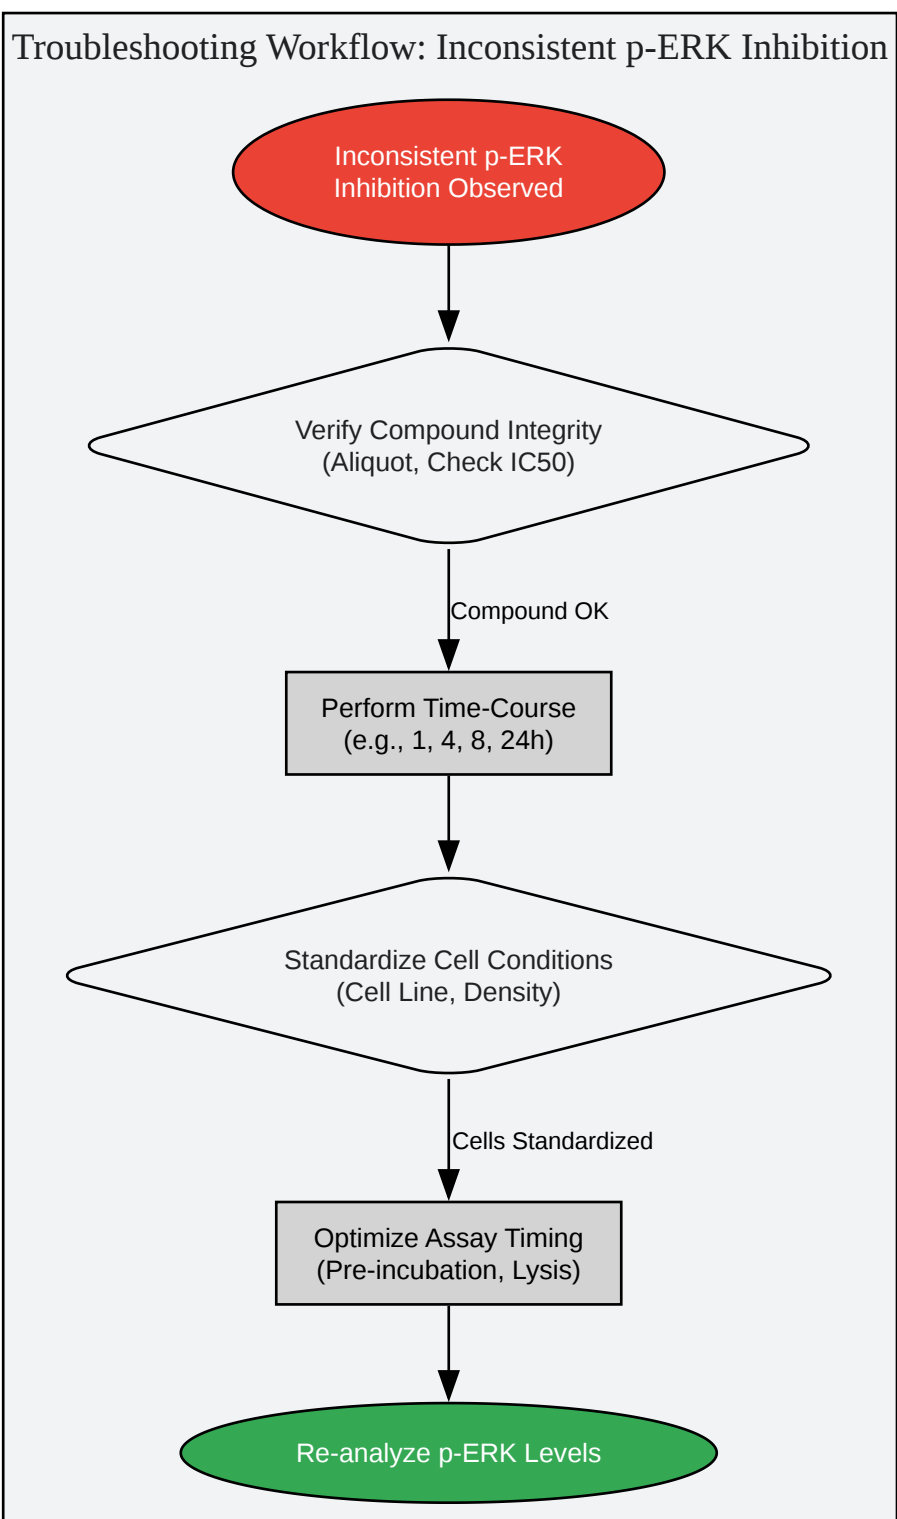 Troubleshooting Workflow: Inconsistent p-ERK Inhibition
Inconsistent p-ERK
Inhibition Observed
Verify Compound Integrity
(Aliquot, Check IC50)
Compound OK
Perform Time-Course
(e.g., 1, 4, 8, 24h)
Standardize Cell Conditions
(Cell Line, Density)
Cells Standardized
Optimize Assay Timing
(Pre-incubation, Lysis)
Re-analyze p-ERK Levels